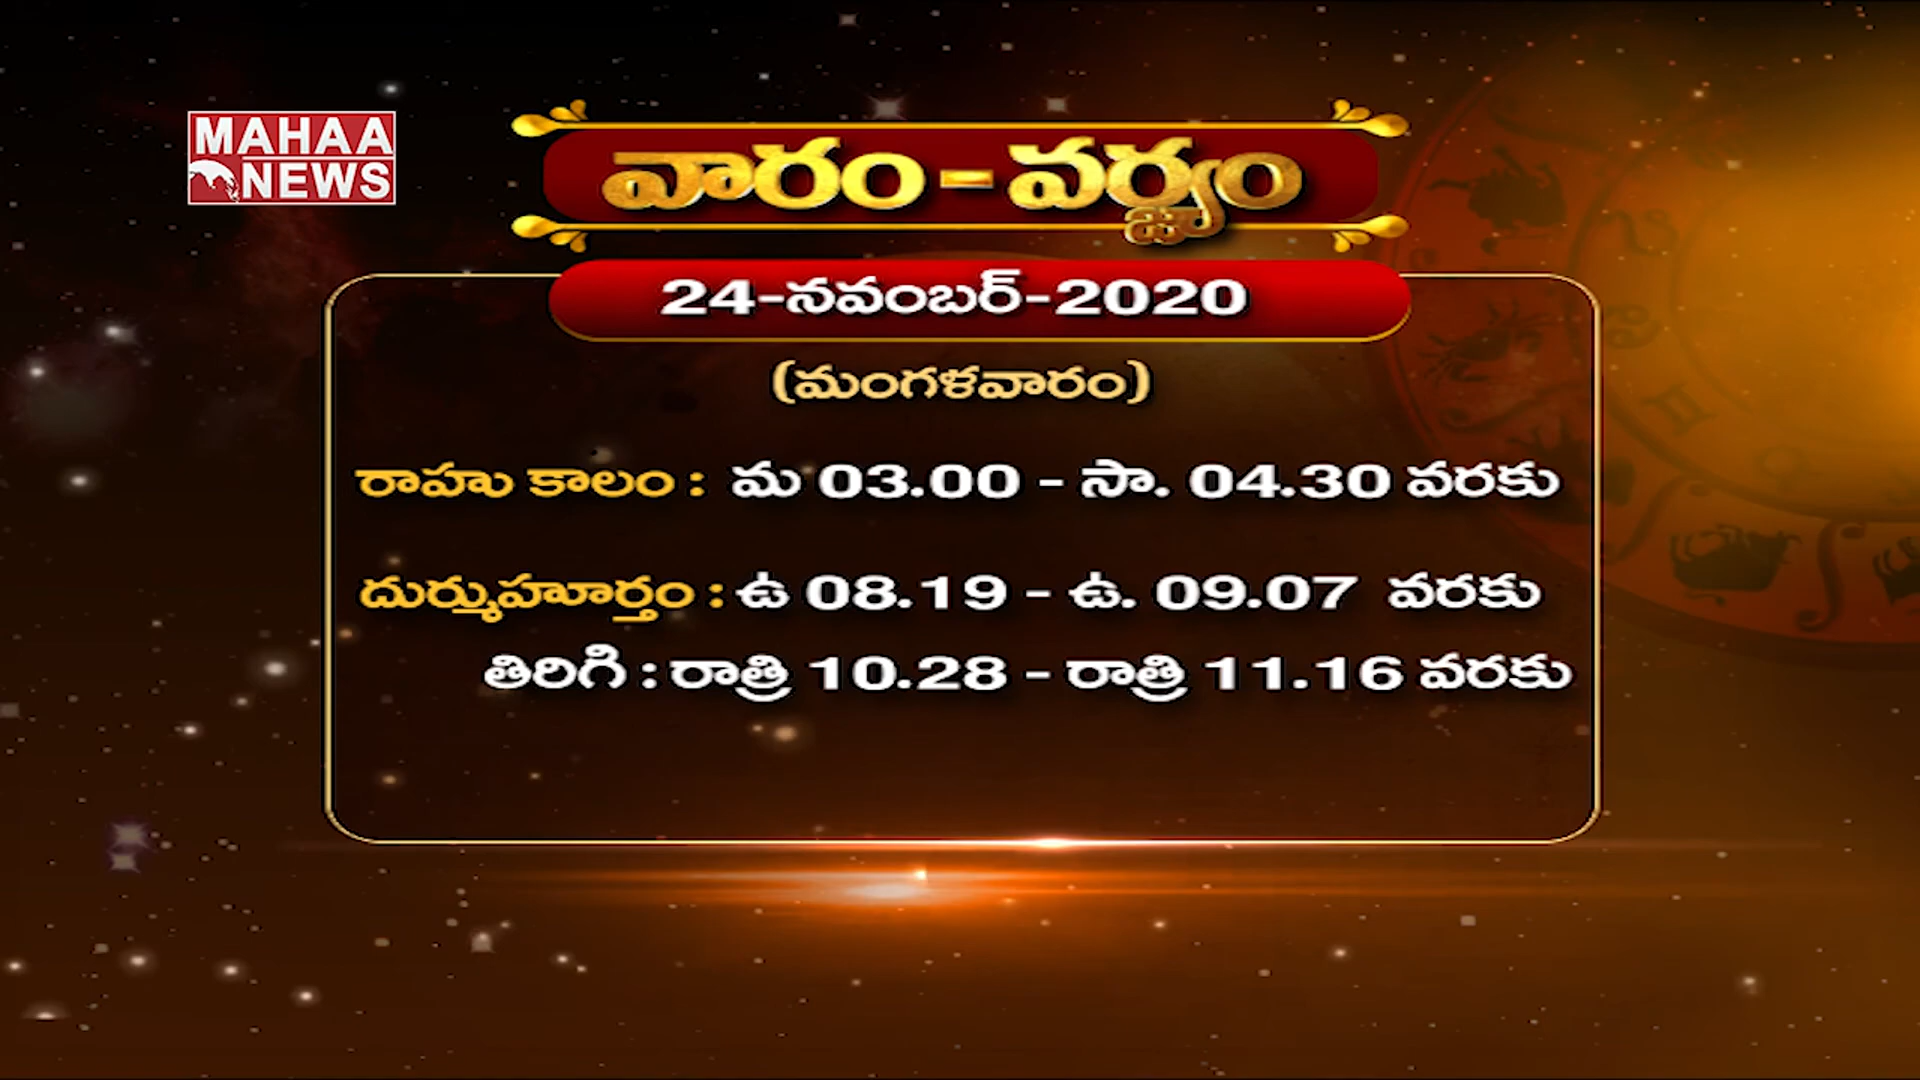 MAHAA
NEWS
వారం - వర్జ్యం
24-నవంబర్-2020
(మంగళవారం)
రాహు కాలం : మ 03.00 - సా. 04.30 వరకు
దుర్ముహూర్తం : ఉ 08.19 - ఉ. 09.07 వరకు
తిరిగి : రాత్రి 10.28 - రాత్రి 11.16 వరకు